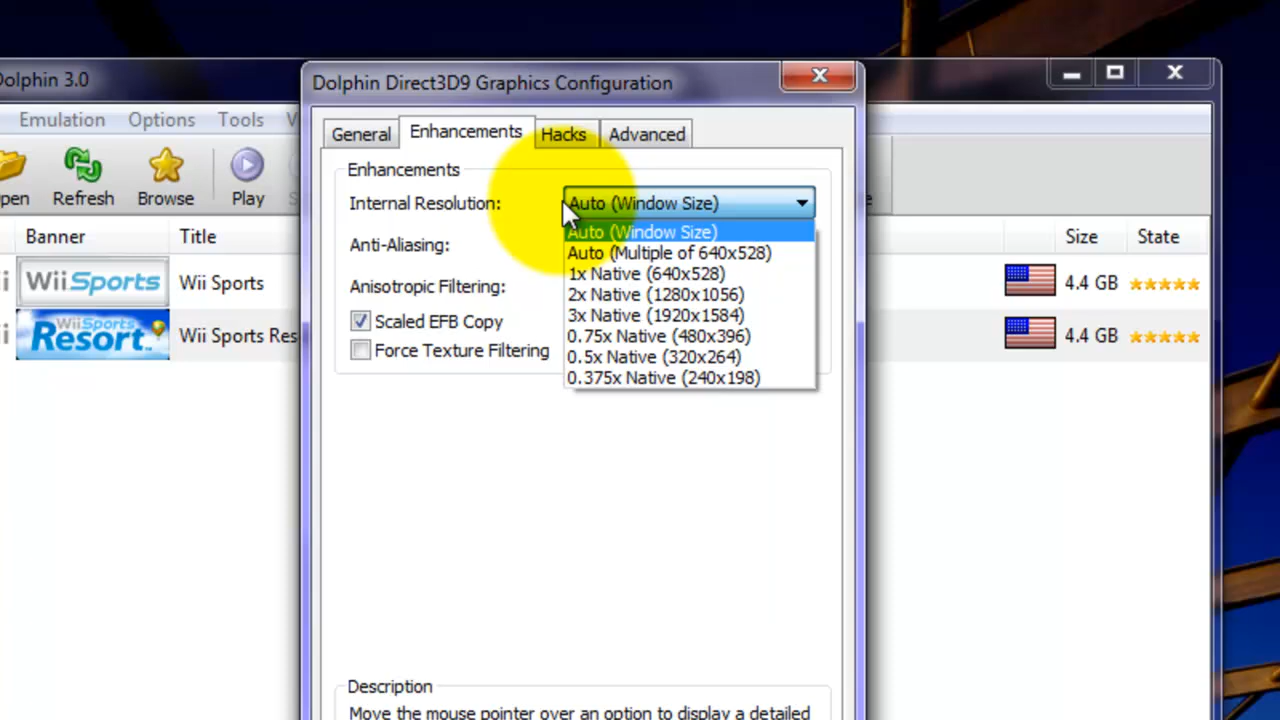 Dolphin 3.0
Dolphin Direct3D9 Graphics Configuration
Emulation Options Tools
General Enhancements Hacks Advanced
Refresh Browse Play
Enhancements
Internal Resolution: Auto (Window Size)
Banner Title Size State
Auto (Window Size)
Anti-Aliasing:
Auto (Multiple of 640x528)
1x Native (640x528)
Wii Sports Wii Sports 4.4 GB
Anisotropic Filtering:
2x Native (1280x1056)
3x Native (1920x1584)
Scaled EFB Copy
Wii Sports Resort Wii Sports Res 4.4 GB
0.75x Native (480x396)
Force Texture Filtering
0.5x Native (320x264)
0.375x Native (240x198)
Description
Move the mouse pointer over an option to display a detailed